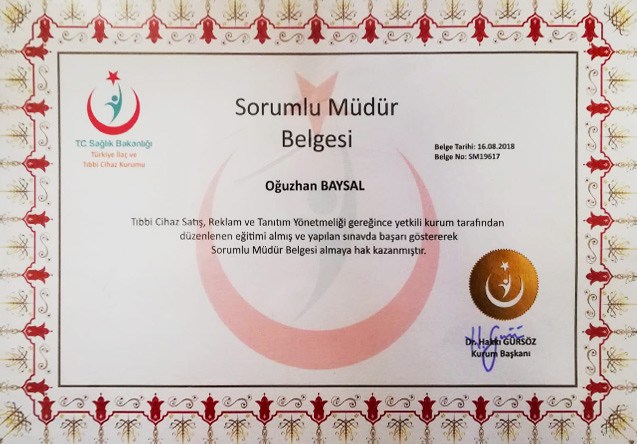 T.C. Sağlık Bakanlığı
Türkiye İlaç ve
Tıbbi Cihaz Kurumu
Sorumlu Müdür
Belgesi
Belge Tarihi: 16.08.2018
Belge No: SM19617
Oğuzhan BAYSAL
Tıbbi Cihaz Satış, Reklam ve Tanıtım Yönetmeliği gereğince yetkili kurum tarafından
düzenlenen eğitimi almış ve yapılan sınavda başarı göstererek
Sorumlu Müdür Belgesi almaya hak kazanmıştır.
Dr. Hakkı GÜRSÖZ
Kurum Başkanı